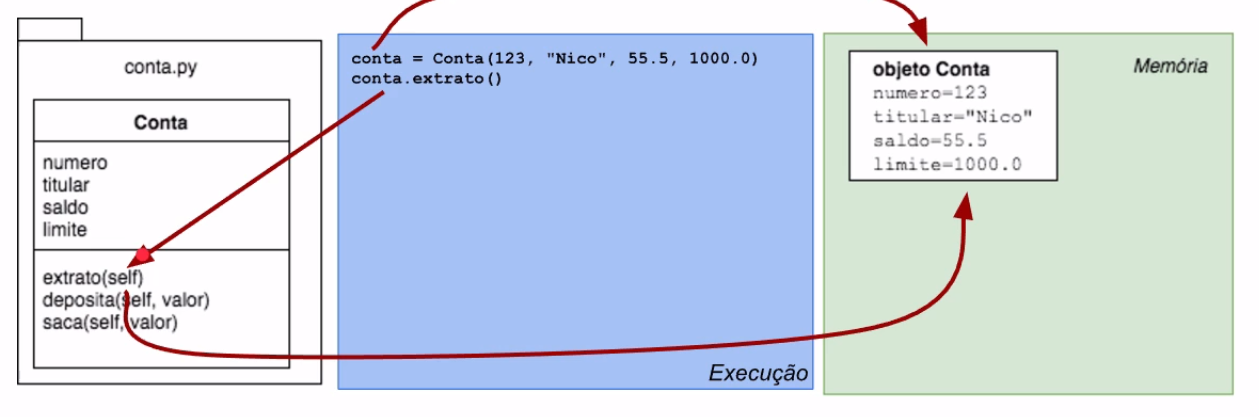 conta.py
Conta
numero
titular
saldo
limite
extrato(self)
deposita(self, valor)
saca(self, valor)
conta = Conta(123, "Nico", 55.5, 1000.0)
conta.extrato()
Execução
objeto Conta
numero=123
titular="Nico"
saldo=55.5
limite=1000.0
Memória